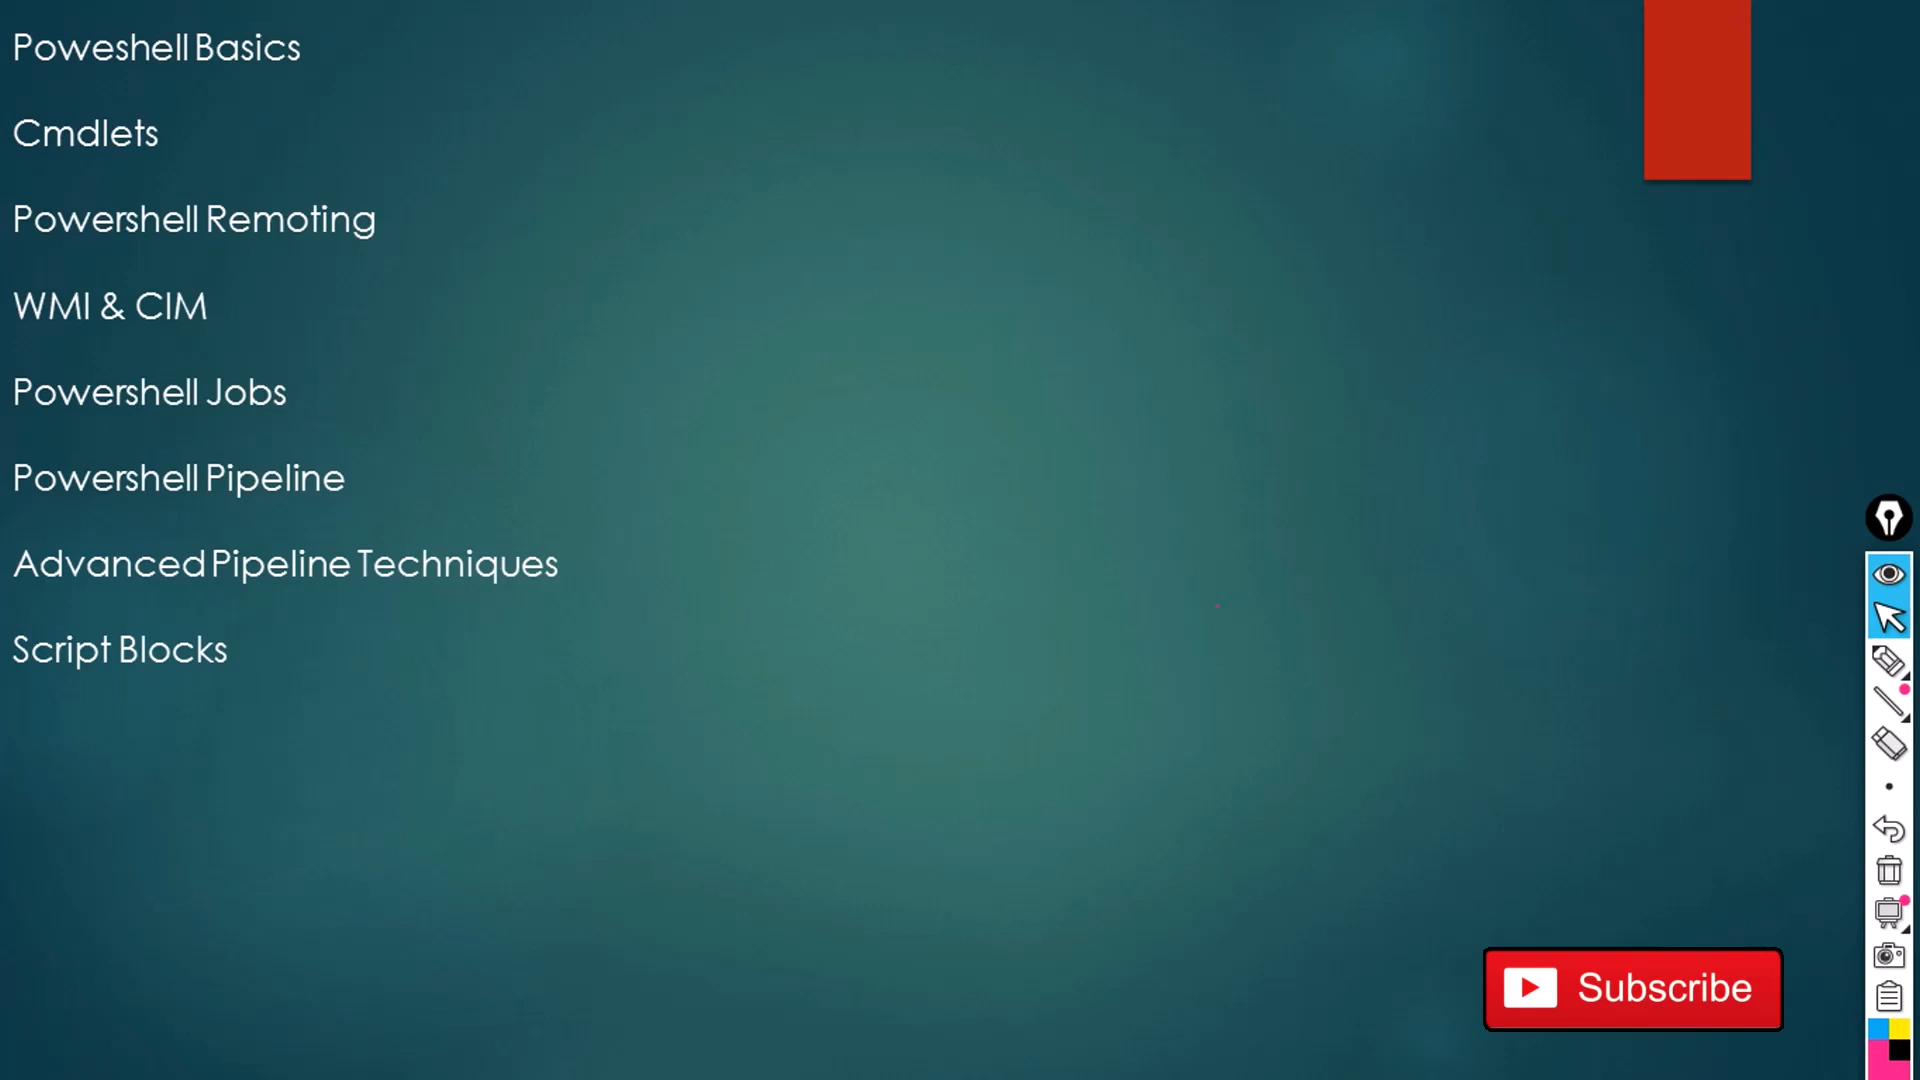 Poweshell Basics
Cmdlets
Powershell Remoting
WMI & CIM
Powershell Jobs
Powershell Pipeline
Advanced Pipeline Techniques
Script Blocks
Subscribe